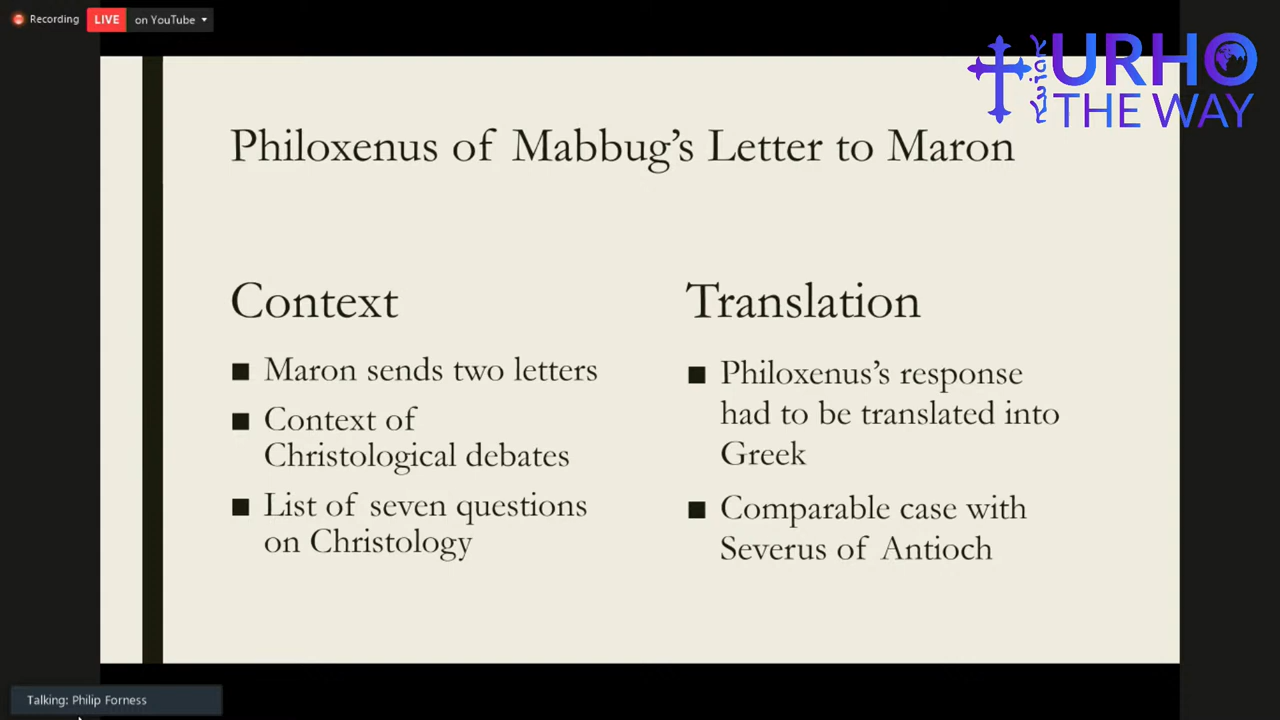 Recording
LIVE on YouTube
URHO
THE WAY
Philoxenus of Mabbug’s Letter to Maron
Context
■ Maron sends two letters
■ Context of
Christological debates
■ List of seven questions
on Christology
Translation
■ Philoxenus’s response
had to be translated into
Greek
■ Comparable case with
Severus of Antioch
Talking: Philip Forness